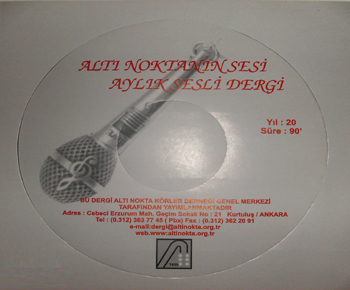 ALTI NOKTANIN SESİ
AYLIK SESLİ DERGİ
Yıl : 20
Süre : 90'
BU DERGİ ALTI NOKTA KÖRLER DERNEĞİ GENEL MERKEZİ
TARAFINDAN YAYIMLANMAKTADIR
Adres : Cebeci Erzurum Mah. Geçim Sokak No : 21 Kurtuluş / ANKARA
Tel : (0.312) 363 77 45 ( Pbx) Fax : (0.312) 362 20 91
e-mail:dergi@altinokta.org.tr
web.www.altinokta.org.tr